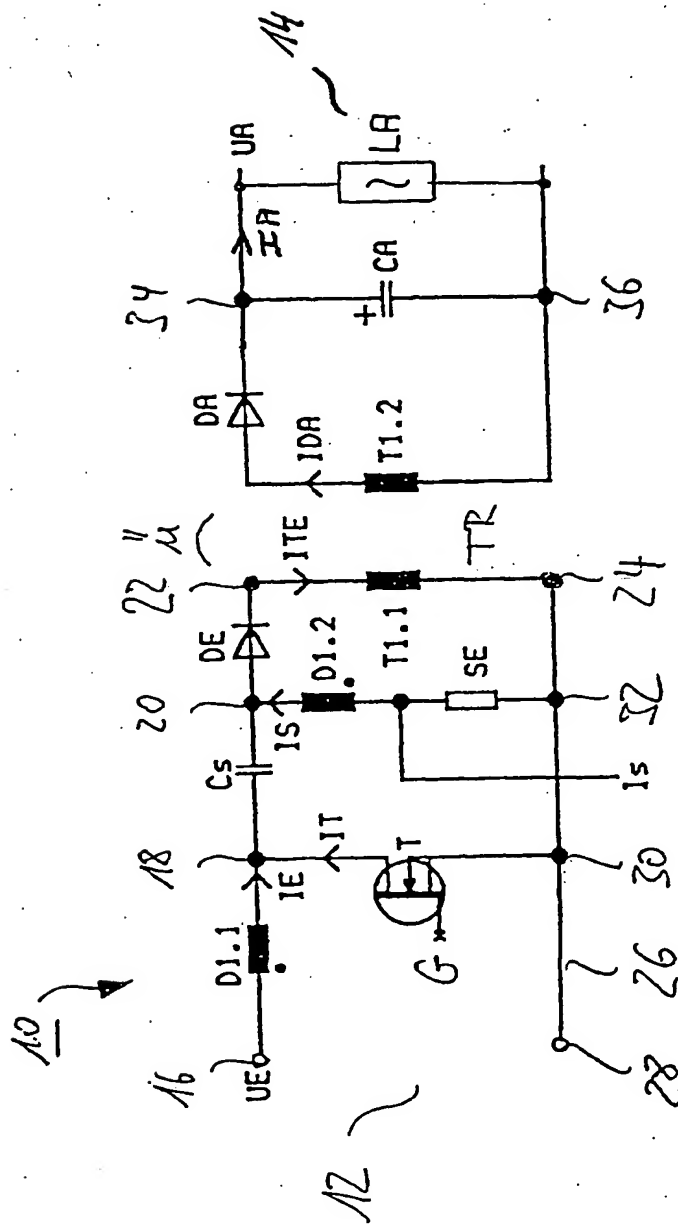 10
12
14
16
UE
D1.1
18
IE
IT
T
G
Cs
20
IS
D1.2
DE
22
ü
ITE
T1.1
TR
SE
Is
24
26
28
30
32
DA
IDA
T1.2
34
IA
UA
CA
+
LA
36